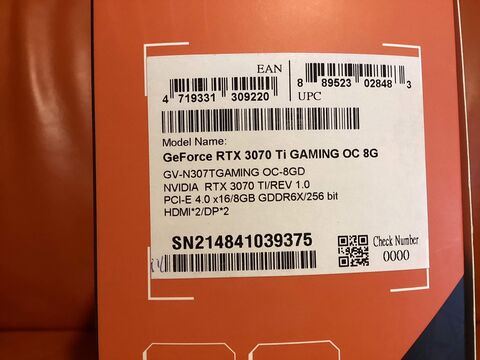 EAN
4 719331 309220
8 89523 02848 3
UPC
Model Name:
GeForce RTX 3070 Ti GAMING OC 8G
GV-N307TGAMING OC-8GD
NVIDIA RTX 3070 TI/REV 1.0
PCI-E 4.0 x16/8GB GDDR6X/256 bit
HDMI*2/DP*2
SN214841039375
Check Number
0000